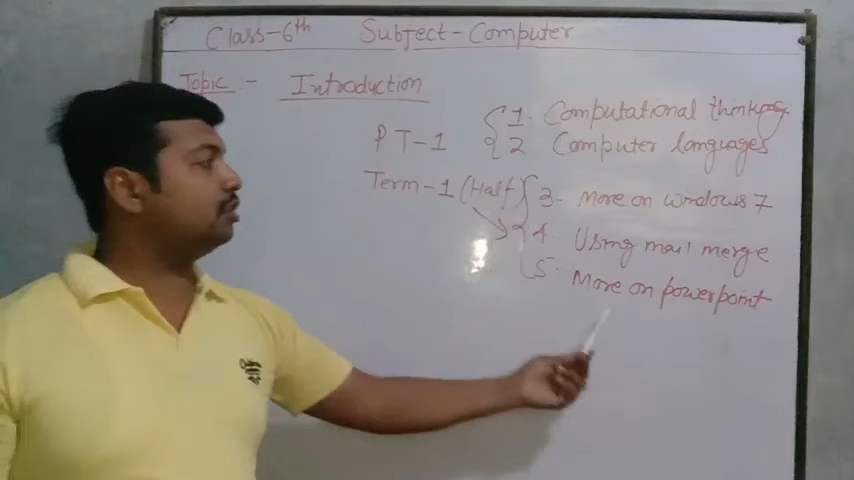 Class-6th Subject-Computer
Topic:- Introduction
PT-1 { 1. Computational thinking
2 Computer languages
Term-1 (Half) { 3- More on windows 7
4. Using mail merge
5. More on powerpoint